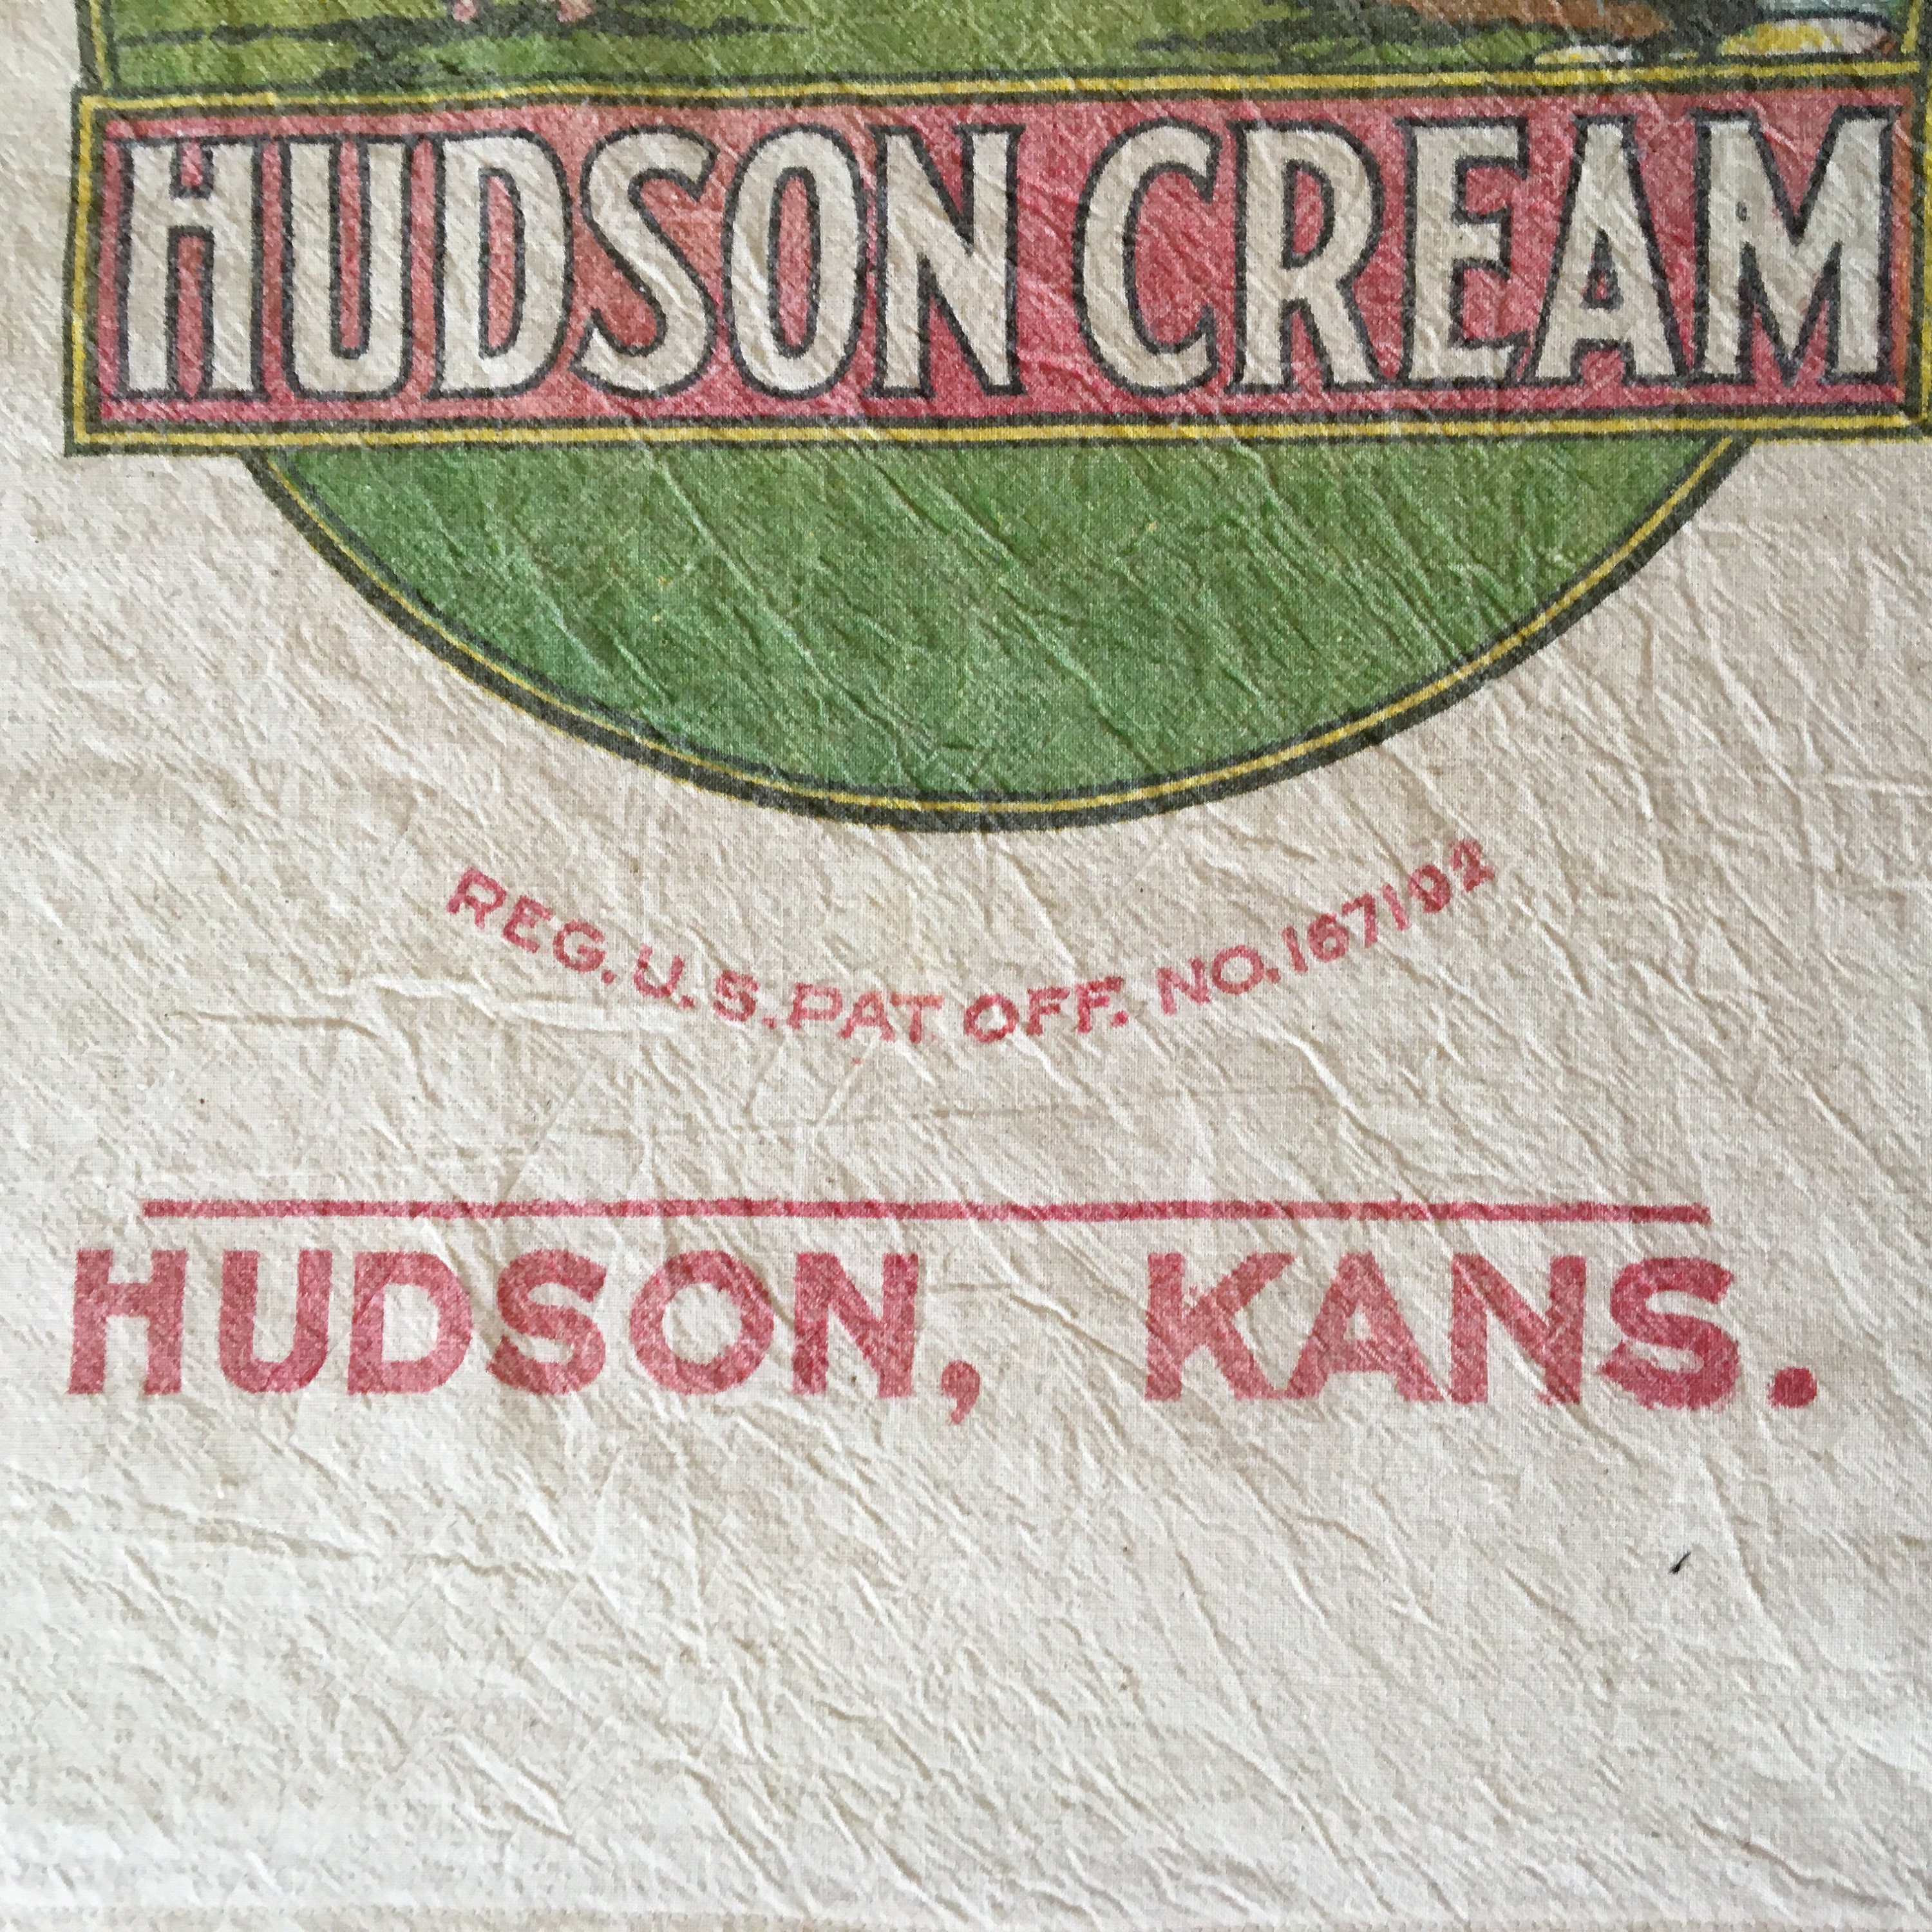 HUDSON CREAM
REG. U.S. PAT. OFF. NO. 167192
HUDSON, KANS.